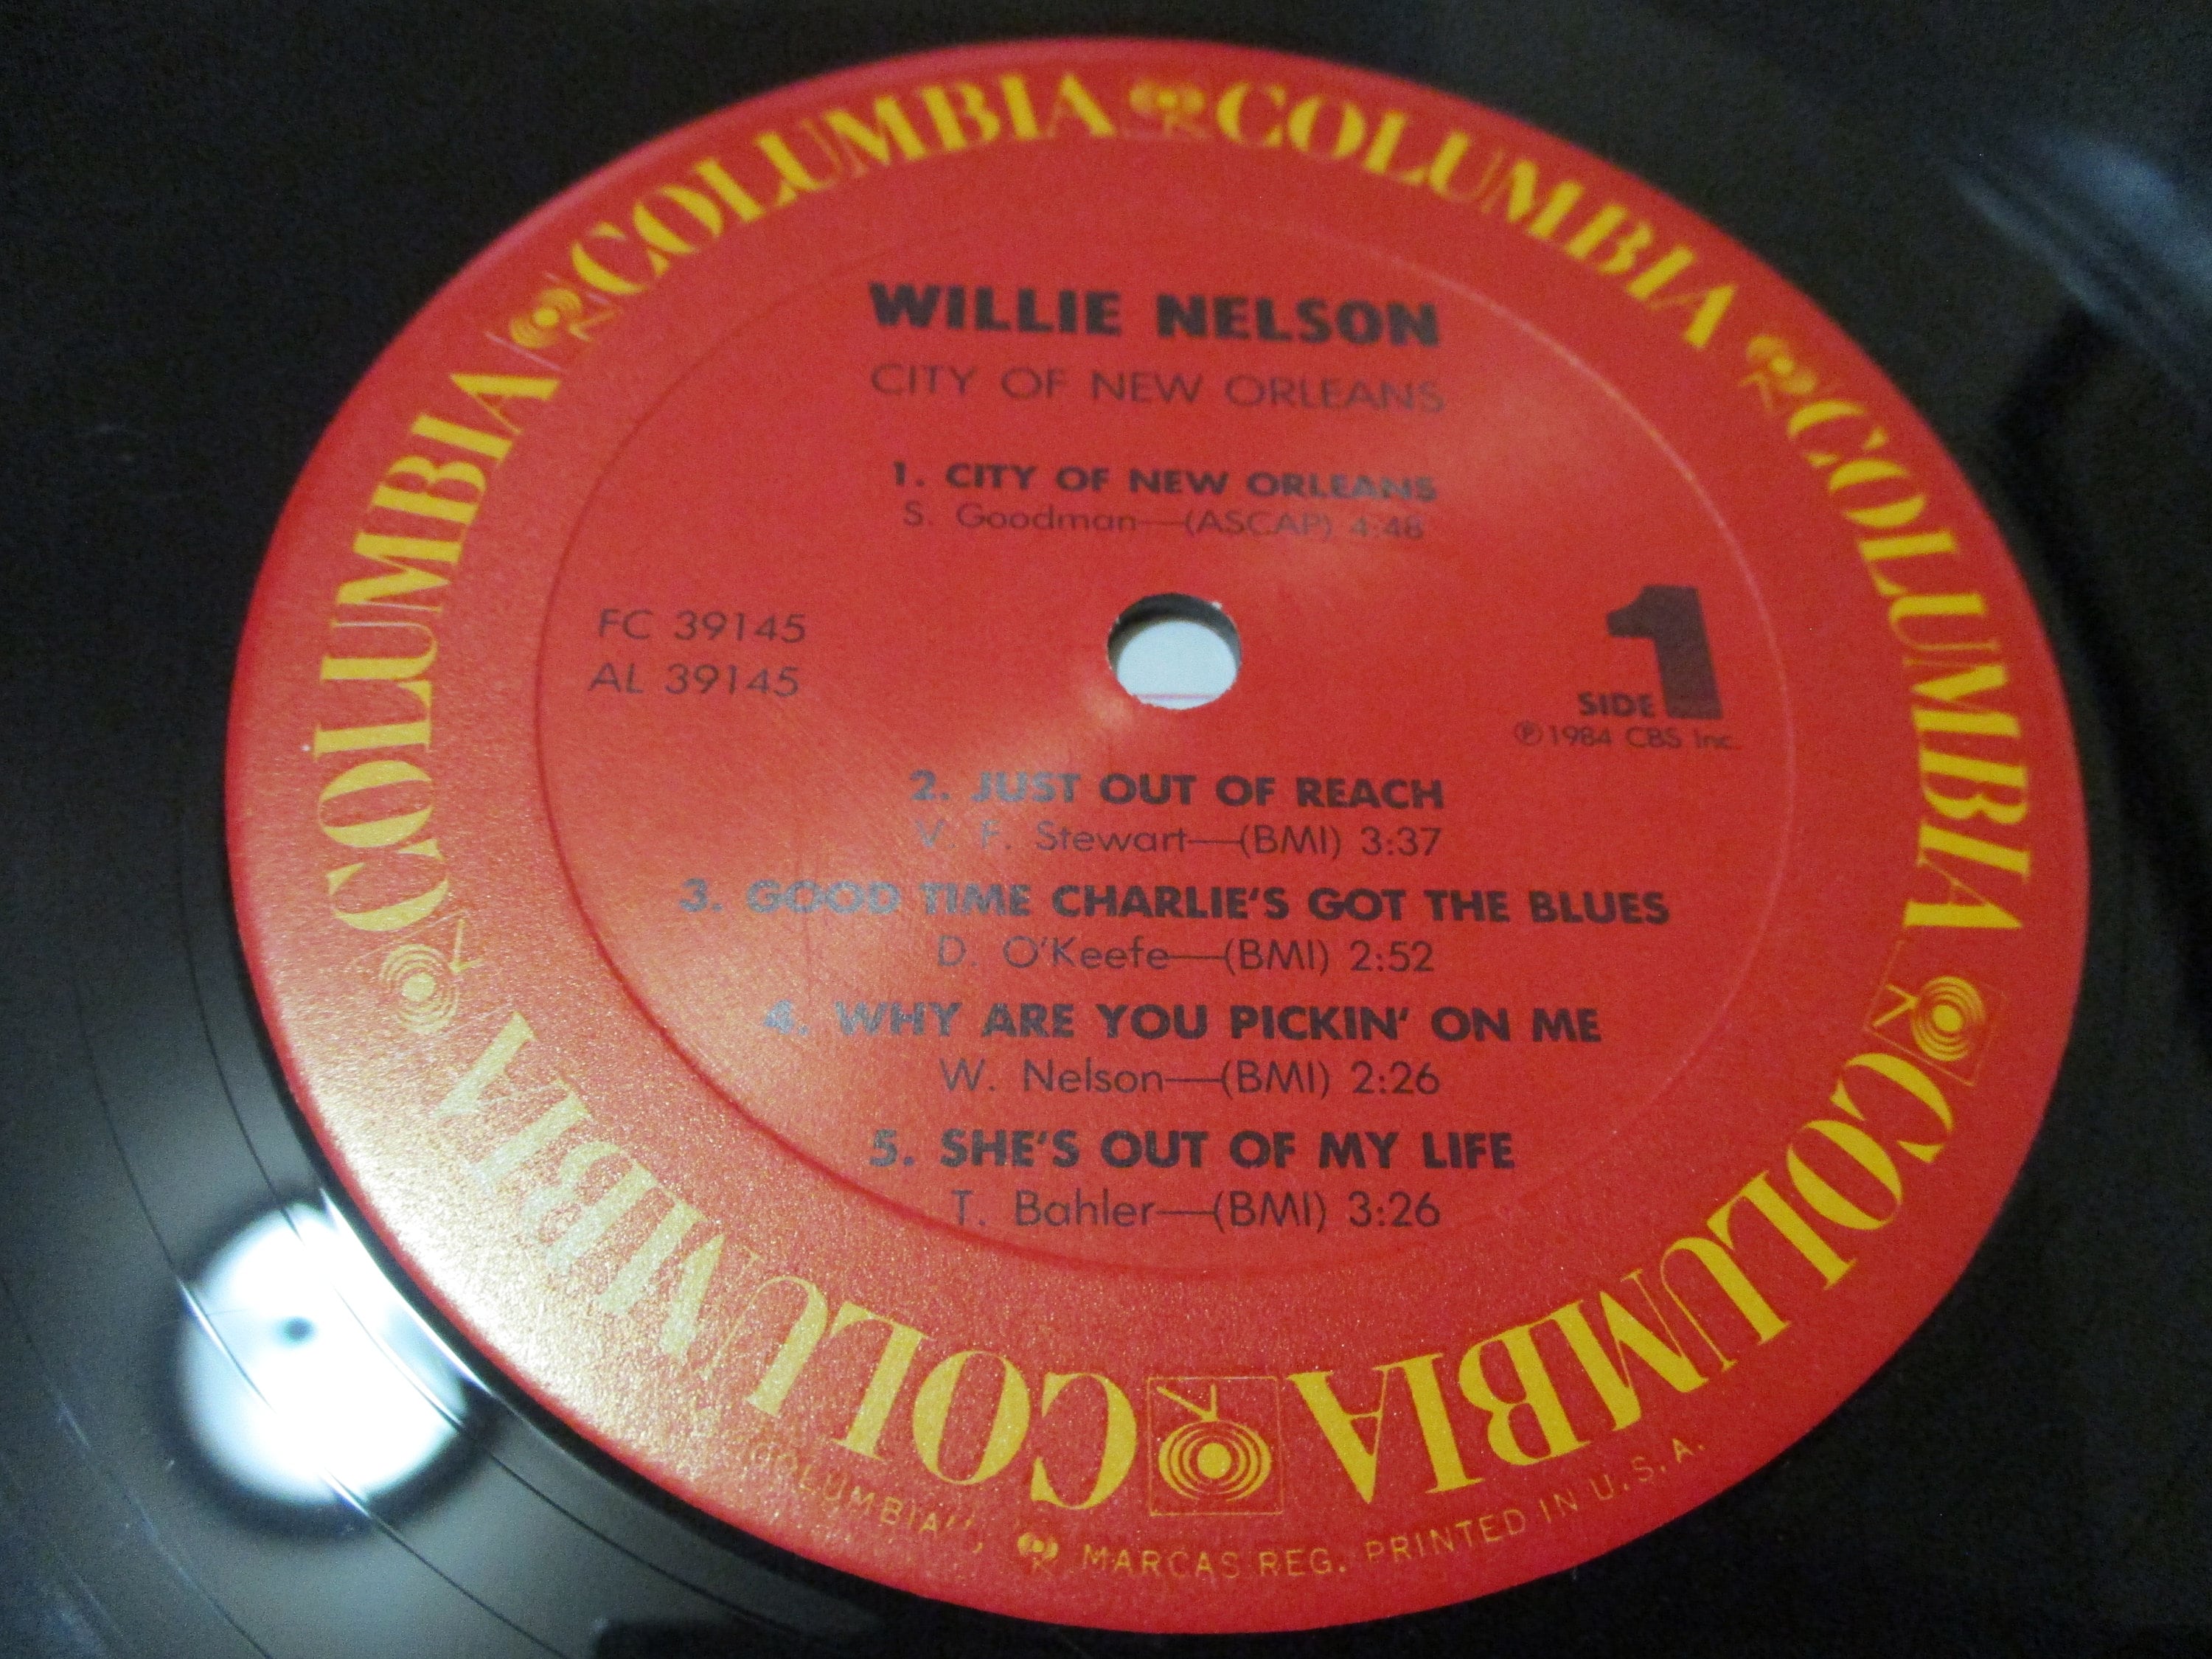 COLUMBIA COLUMBIA COLUMBIA COLUMBIA COLUMBIA COLUMBIA
WILLIE NELSON
CITY OF NEW ORLEANS
1. CITY OF NEW ORLEANS
S. Goodman—(ASCAP) 4:48
FC 39145
AL 39145
SIDE 1
℗ 1984 CBS Inc.
2. JUST OUT OF REACH
V. F. Stewart—(BMI) 3:37
3. GOOD TIME CHARLIE'S GOT THE BLUES
D. O'Keefe—(BMI) 2:52
4. WHY ARE YOU PICKIN' ON ME
W. Nelson—(BMI) 2:26
5. SHE'S OUT OF MY LIFE
T. Bahler—(BMI) 3:26
"COLUMBIA", MARCAS REG. PRINTED IN U.S.A.